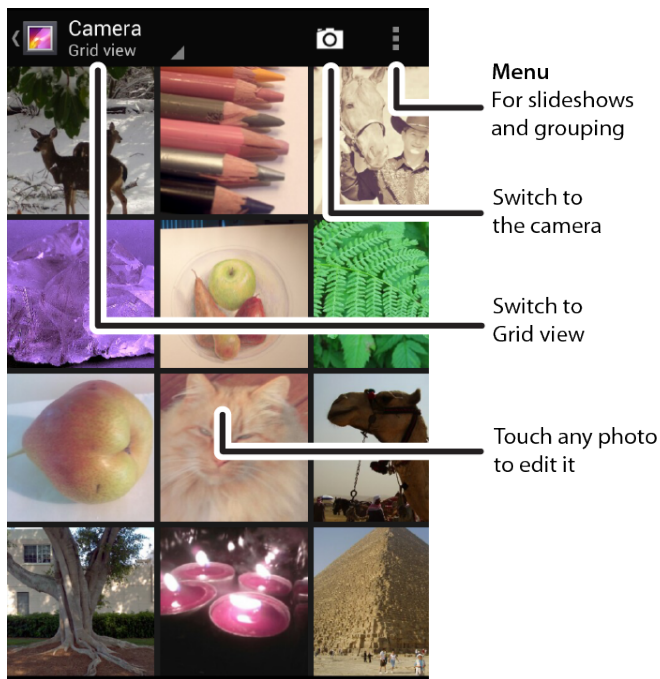 Camera
Grid view
Menu
For slideshows
and grouping
Switch to
the camera
Switch to
Grid view
Touch any photo
to edit it